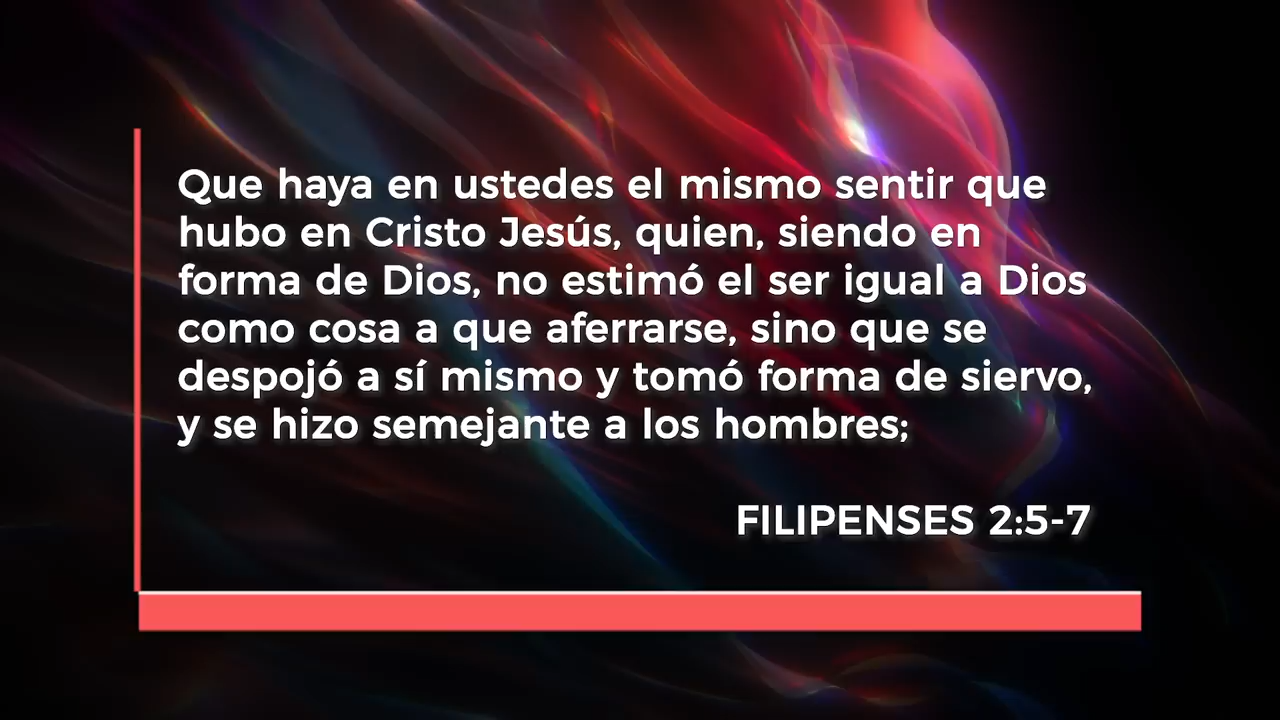 Que haya en ustedes el mismo sentir que
hubo en Cristo Jesús, quien, siendo en
forma de Dios, no estimó el ser igual a Dios
como cosa a que aferrarse, sino que se
despojó a sí mismo y tomó forma de siervo,
y se hizo semejante a los hombres;
FILIPENSES 2:5-7